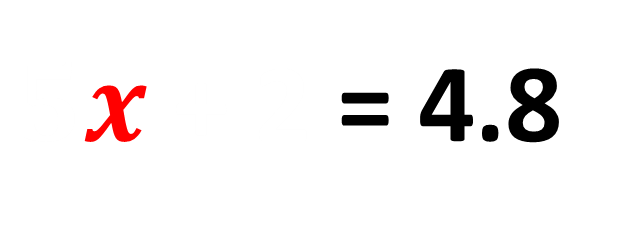 x = 4.8